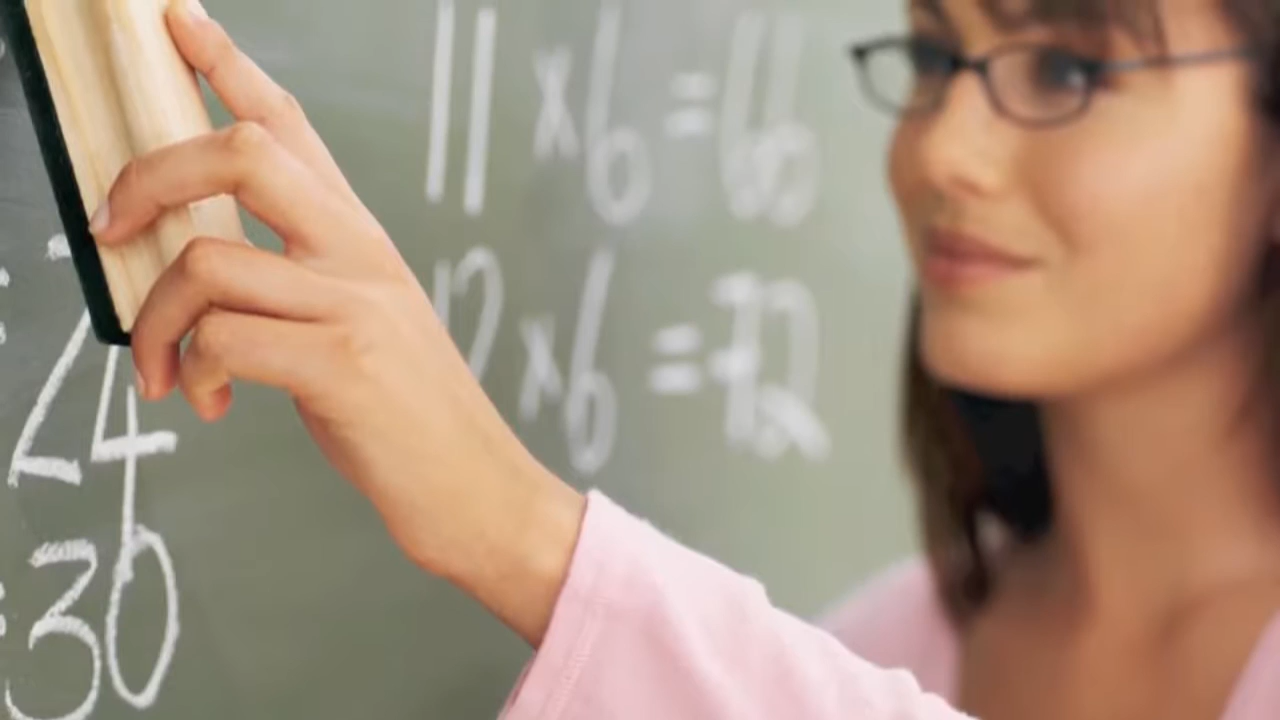 24
30
11 x 6 = 66
12 x 6 = 72